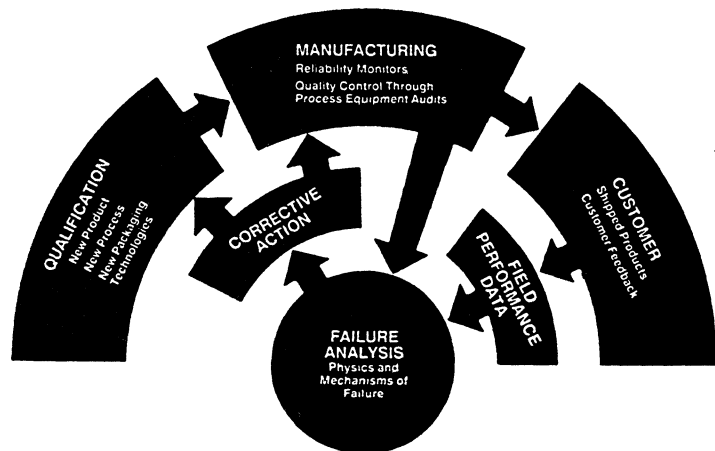 MANUFACTURING
Reliability Monitors
Quality Control Through
Process Equipment Audits
QUALIFICATION
New Product
New Process
New Packaging
Technologies
CORRECTIVE
ACTION
CUSTOMER
Shipped Products
Customer Feedback
FIELD
PERFORMANCE
DATA
FAILURE
ANALYSIS
Physics and
Mechanisms of
Failure